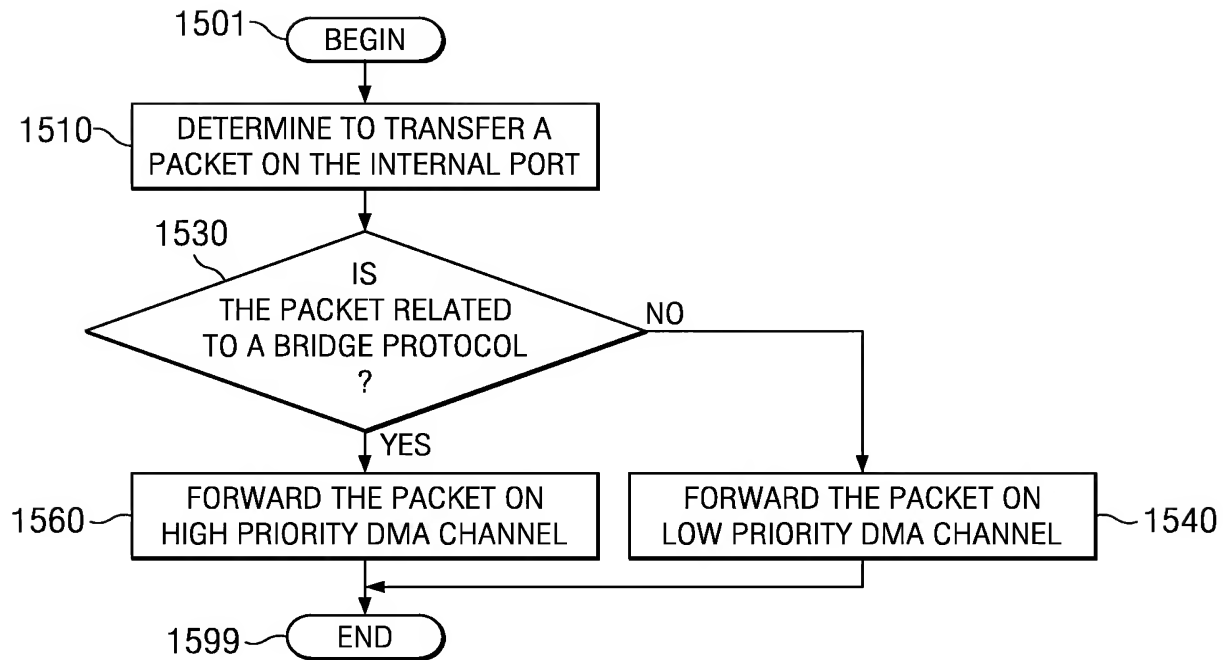 1501
BEGIN
1510
DETERMINE TO TRANSFER A
PACKET ON THE INTERNAL PORT
1530
IS
THE PACKET RELATED
TO A BRIDGE PROTOCOL
?
NO
YES
1560
FORWARD THE PACKET ON
HIGH PRIORITY DMA CHANNEL
FORWARD THE PACKET ON
LOW PRIORITY DMA CHANNEL
1540
1599
END